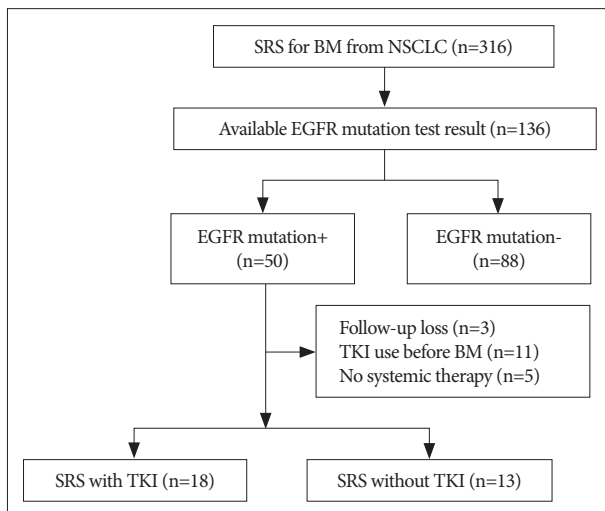 SRS for BM from NSCLC (n=316)
Available EGFR mutation test result (n=136)
EGFR mutation+
(n=50)
EGFR mutation-
(n=88)
Follow-up loss (n=3)
TKI use before BM (n=11)
No systemic therapy (n=5)
SRS with TKI (n=18)
SRS without TKI (n=13)